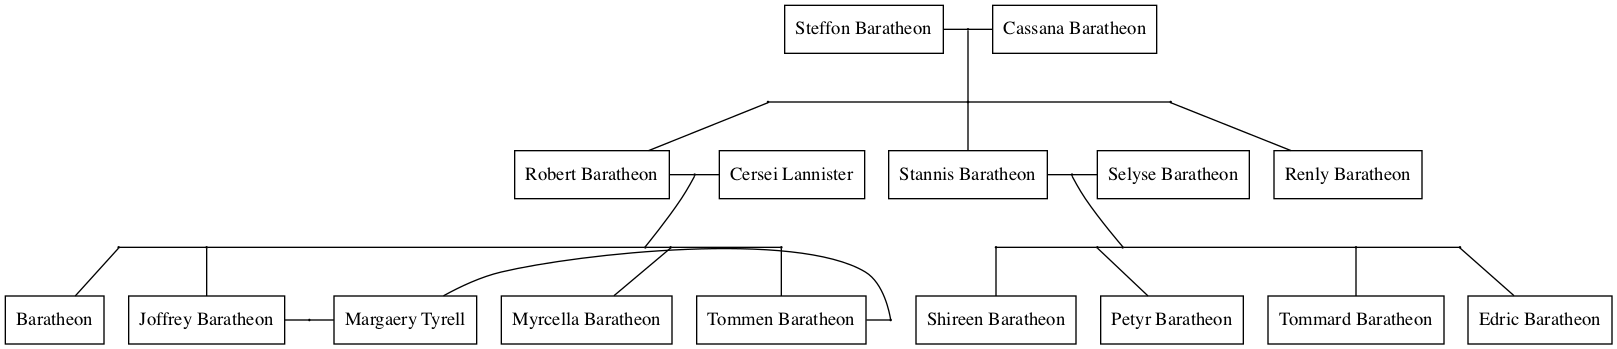 Steffon Baratheon
Cassana Baratheon
Robert Baratheon
Cersei Lannister
Stannis Baratheon
Selyse Baratheon
Renly Baratheon
Baratheon
Joffrey Baratheon
Margaery Tyrell
Myrcella Baratheon
Tommen Baratheon
Shireen Baratheon
Petyr Baratheon
Tommard Baratheon
Edric Baratheon